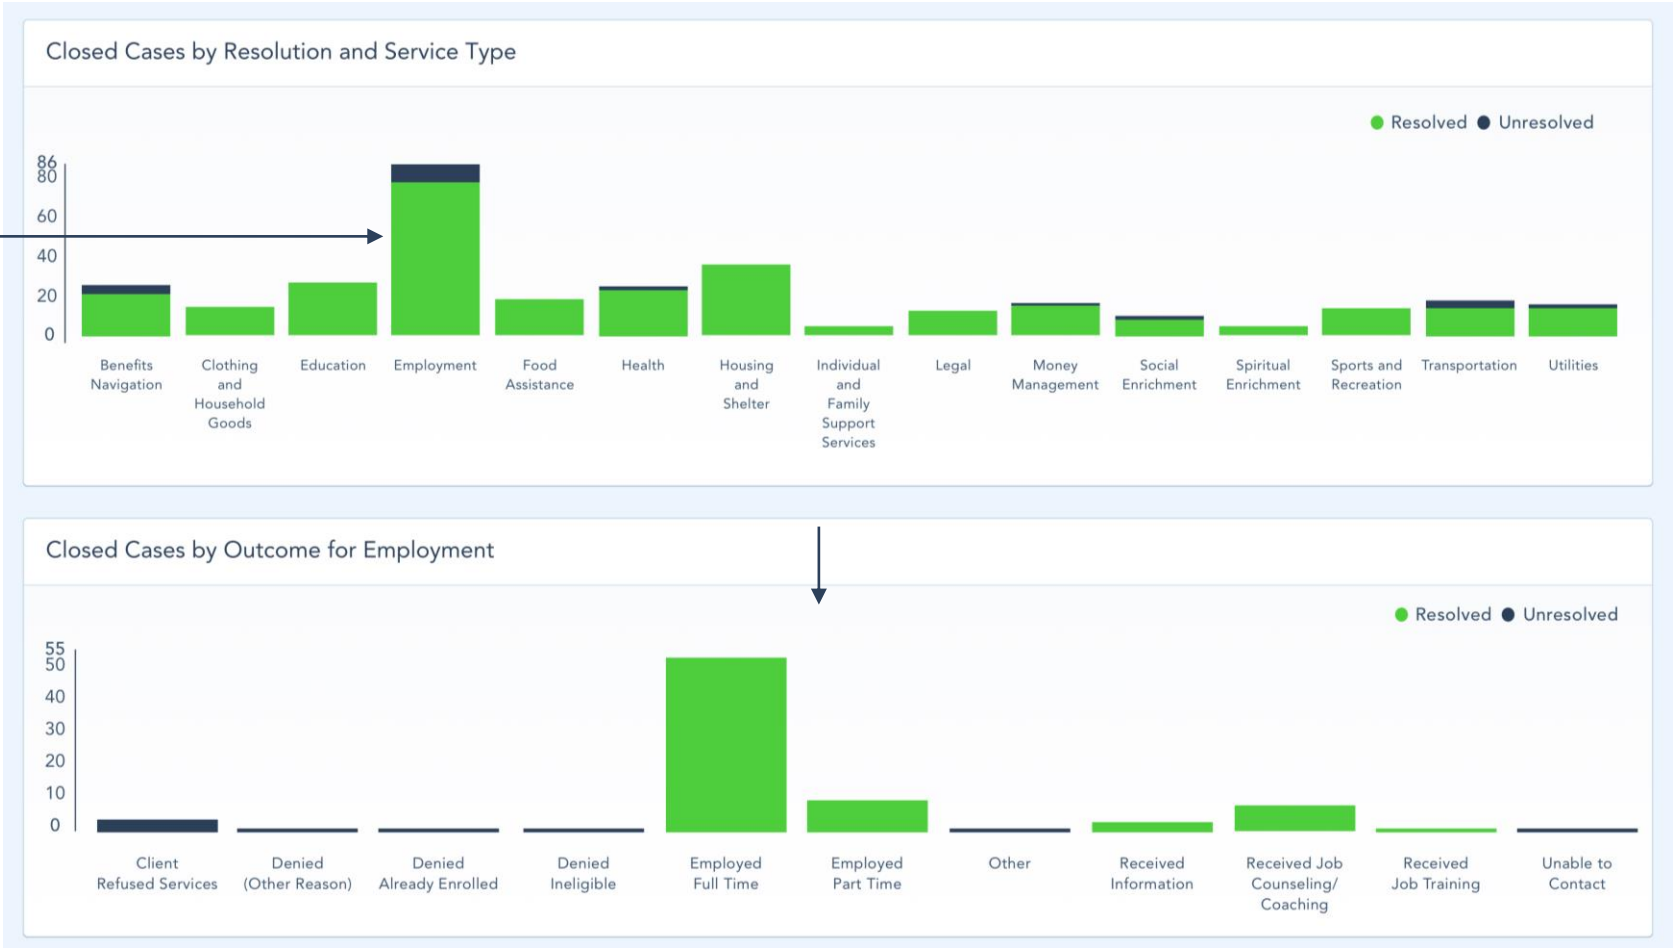 Closed Cases by Resolution and Service Type
Resolved Unresolved
86
80
60
40
20
0
Benefits
Navigation
Clothing
and
Household
Goods
Education
Employment
Food
Assistance
Health
Housing
and
Shelter
Individual
and
Family
Support
Services
Legal
Money
Management
Social
Enrichment
Spiritual
Enrichment
Sports and
Recreation
Transportation
Utilities
Closed Cases by Outcome for Employment
Resolved Unresolved
55
50
40
30
20
10
0
Client
Refused Services
Denied
(Other Reason)
Denied
Already Enrolled
Denied
Ineligible
Employed
Full Time
Employed
Part Time
Other
Received
Information
Received Job
Counseling/
Coaching
Received
Job Training
Unable to
Contact